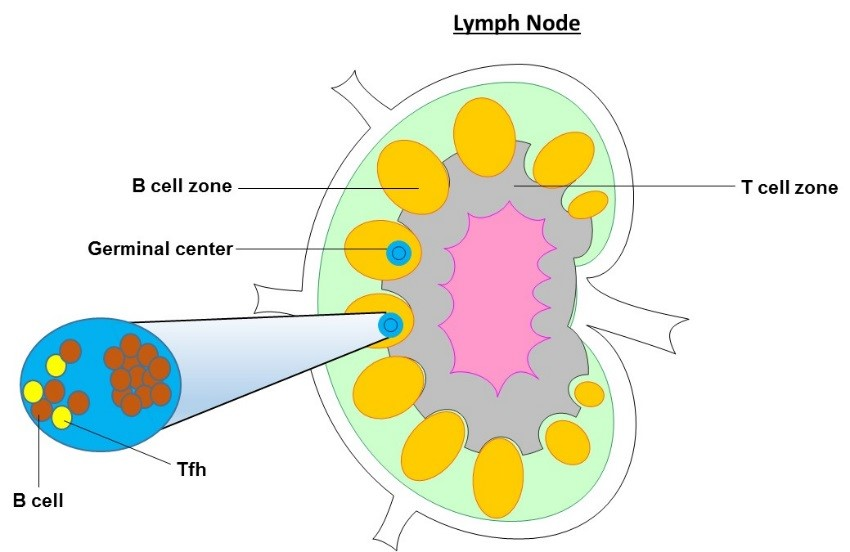 Lymph Node
B cell zone
T cell zone
Germinal center
Tfh
B cell